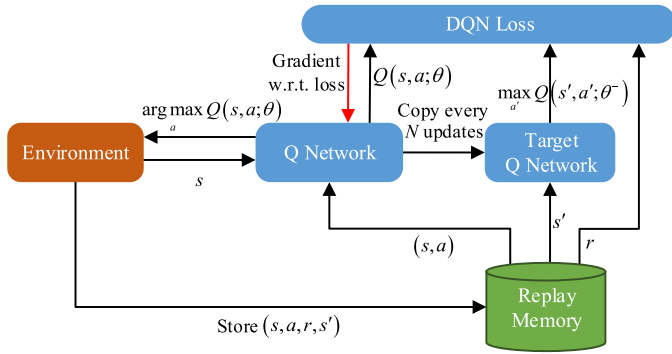 DQN Loss
Gradient
w.r.t. loss
Q(s,a;θ)
max Q(s′,a′;θ⁻)
a′
arg max Q(s,a;θ)
a
Copy every
N updates
Environment
Q Network
Target
Q Network
s
(s,a)
s′
r
Replay
Memory
Store (s,a,r,s′)